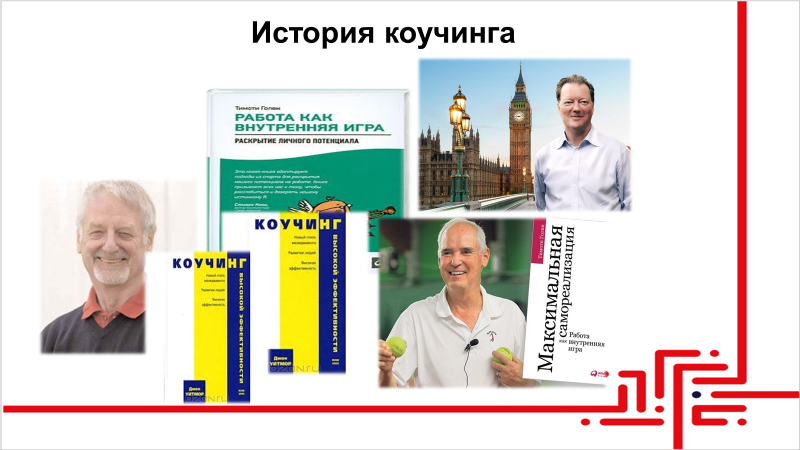 История коучинга
Тимоти Голви
РАБОТА КАК
ВНУТРЕННЯЯ ИГРА
РАСКРЫТИЕ ЛИЧНОГО ПОТЕНЦИАЛА
КОУЧИНГ
Новый стиль
менеджмента
Развитие людей
Высокая
эффективность
ВЫСОКОЙ ЭФФЕКТИВНОСТИ
Джон
УИТМОР
КОУЧИНГ
Новый стиль
менеджмента
Развитие людей
Высокая
эффективность
ВЫСОКОЙ ЭФФЕКТИВНОСТИ
Джон
УИТМОР
Тимоти Голви
Максимальная
самореализация
Работа
как внутренняя
игра